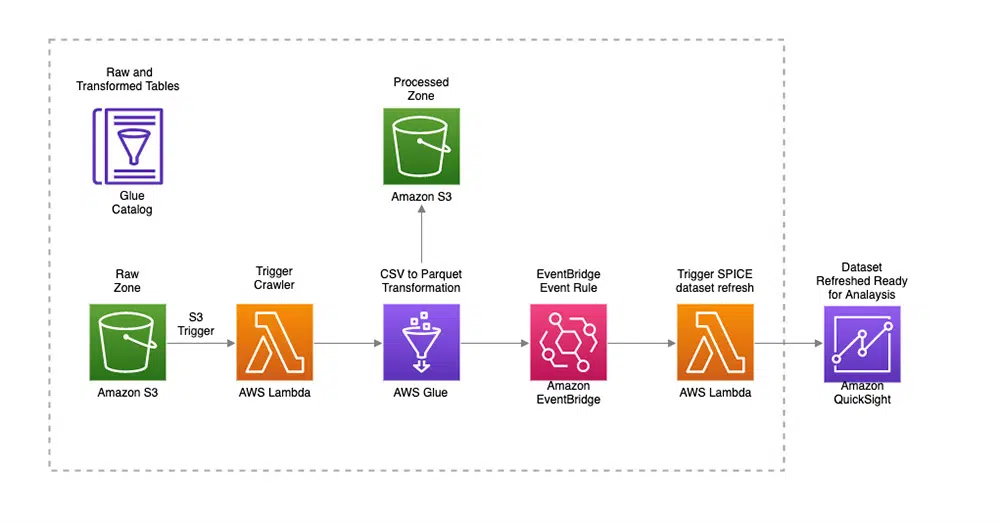 Raw and
Transformed Tables
Glue
Catalog
Processed
Zone
Amazon S3
Raw
Zone
Amazon S3
S3
Trigger
Trigger
Crawler
AWS Lambda
CSV to Parquet
Transformation
AWS Glue
EventBridge
Event Rule
Amazon
EventBridge
Trigger SPICE
dataset refresh
AWS Lambda
Dataset
Refreshed Ready
for Analaysis
Amazon
QuickSight